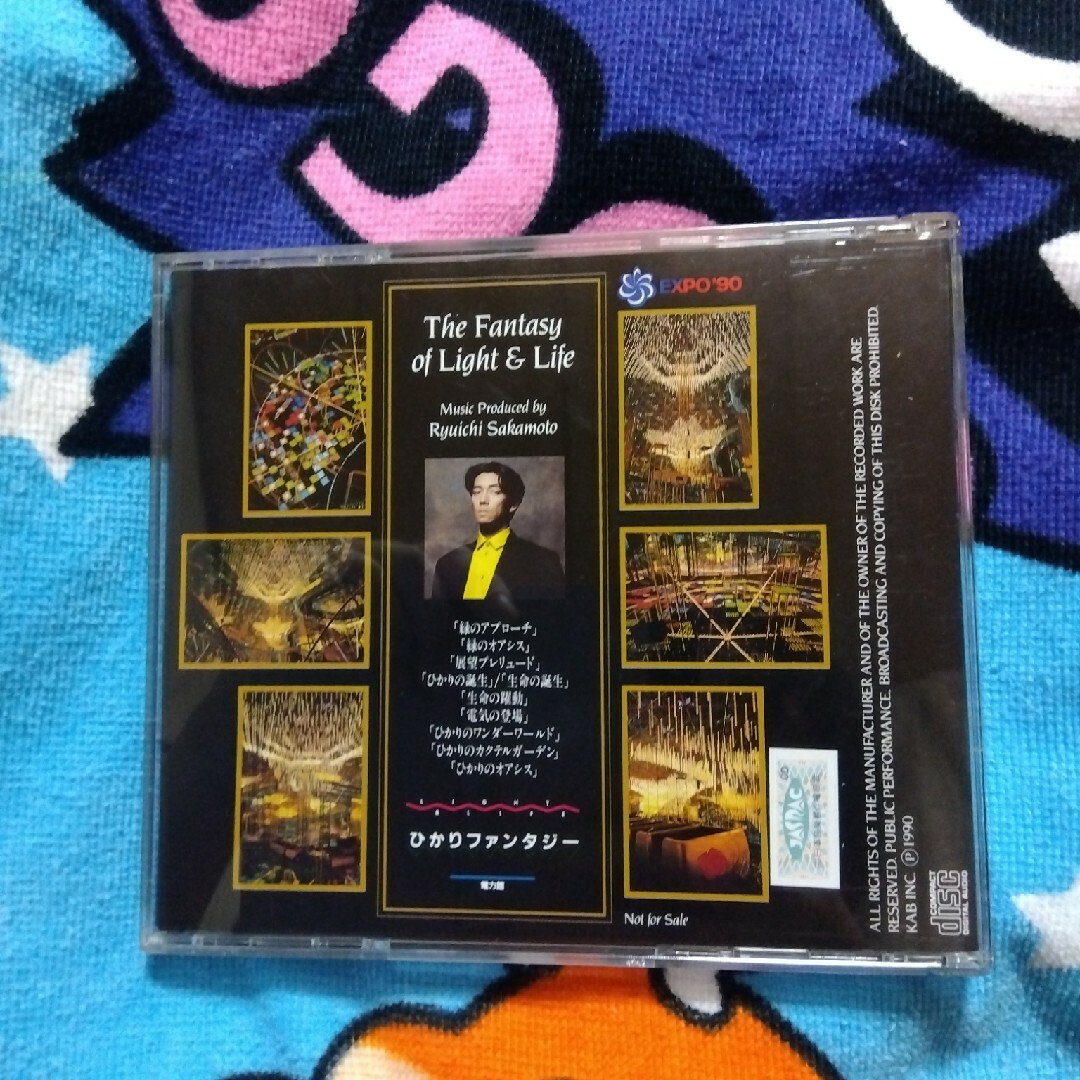 EXPO'90
The Fantasy
of Light & Life
Music Produced by
Ryuichi Sakamoto
「緑のアプローチ」
「緑のオアシス」
「展望プレリュード」
「ひかりの誕生」/「生命の誕生」
「生命の躍動」
「電気の登場」
「ひかりのワンダーワールド」
「ひかりのカクテルガーデン」
「ひかりのオアシス」
LIGHT
& LIFE
ひかりファンタジー
電力館
Not for Sale
JASRAC
ALL RIGHTS OF THE MANUFACTURER AND OF THE OWNER OF THE RECORDED WORK ARE
RESERVED. PUBLIC PERFORMANCE, BROADCASTING AND COPYING OF THIS DISK PROHIBITED.
KAB INC. Ⓟ 1990
COMPACT
disc
DIGITAL AUDIO